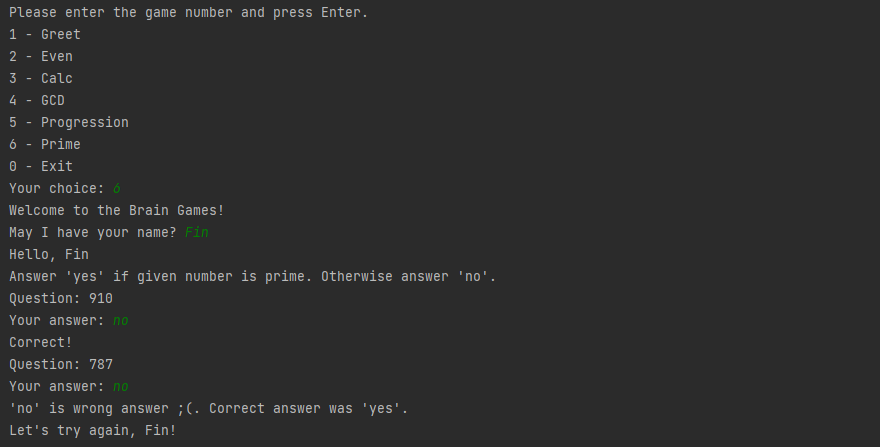 Please enter the game number and press Enter.
1 - Greet
2 - Even
3 - Calc
4 - GCD
5 - Progression
6 - Prime
0 - Exit
Your choice: 6
Welcome to the Brain Games!
May I have your name? Fin
Hello, Fin
Answer 'yes' if given number is prime. Otherwise answer 'no'.
Question: 910
Your answer: no
Correct!
Question: 787
Your answer: no
'no' is wrong answer ;(. Correct answer was 'yes'.
Let's try again, Fin!